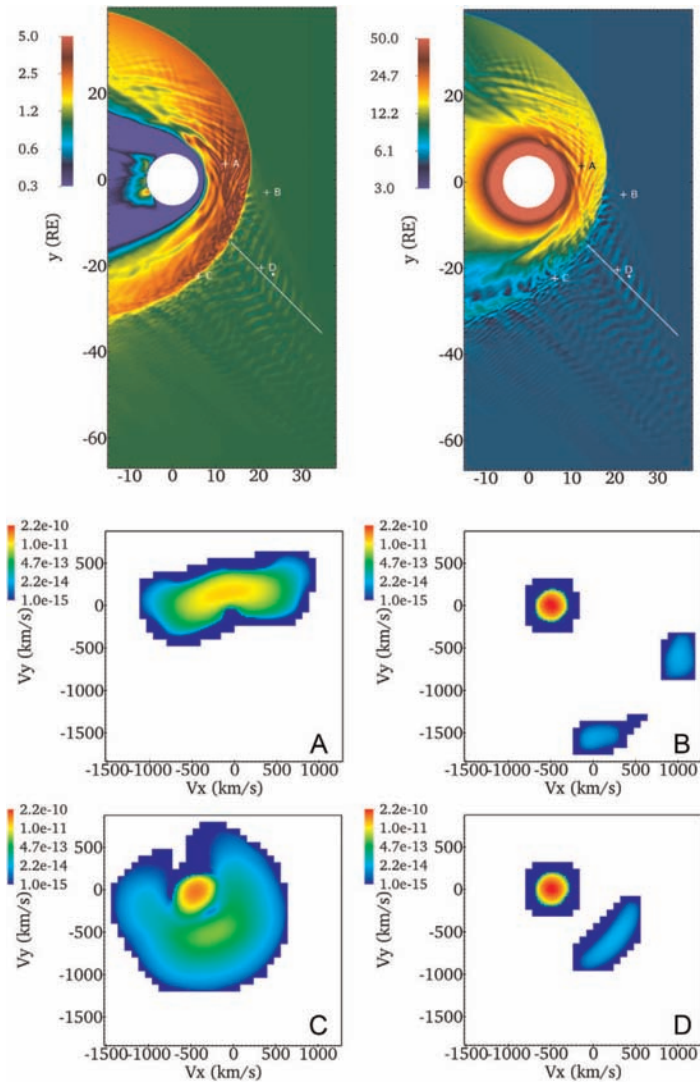 5.0
2.5
1.2
0.6
0.3
y (RE)
20
0
-20
-40
-60
-10 0 10 20 30
A
B
C
D
50.0
24.7
12.2
6.1
3.0
y (RE)
20
0
-20
-40
-60
-10 0 10 20 30
A
B
C
D
2.2e-10
1.0e-11
4.7e-13
2.2e-14
1.0e-15
Vy (km/s)
500
0
-500
-1000
-1500
-1500-1000 -500 0 500 1000
Vx (km/s)
A
2.2e-10
1.0e-11
4.7e-13
2.2e-14
1.0e-15
Vy (km/s)
500
0
-500
-1000
-1500
-1500-1000 -500 0 500 1000
Vx (km/s)
B
2.2e-10
1.0e-11
4.7e-13
2.2e-14
1.0e-15
Vy (km/s)
500
0
-500
-1000
-1500
-1500-1000 -500 0 500 1000
Vx (km/s)
C
2.2e-10
1.0e-11
4.7e-13
2.2e-14
1.0e-15
Vy (km/s)
500
0
-500
-1000
-1500
-1500-1000 -500 0 500 1000
Vx (km/s)
D